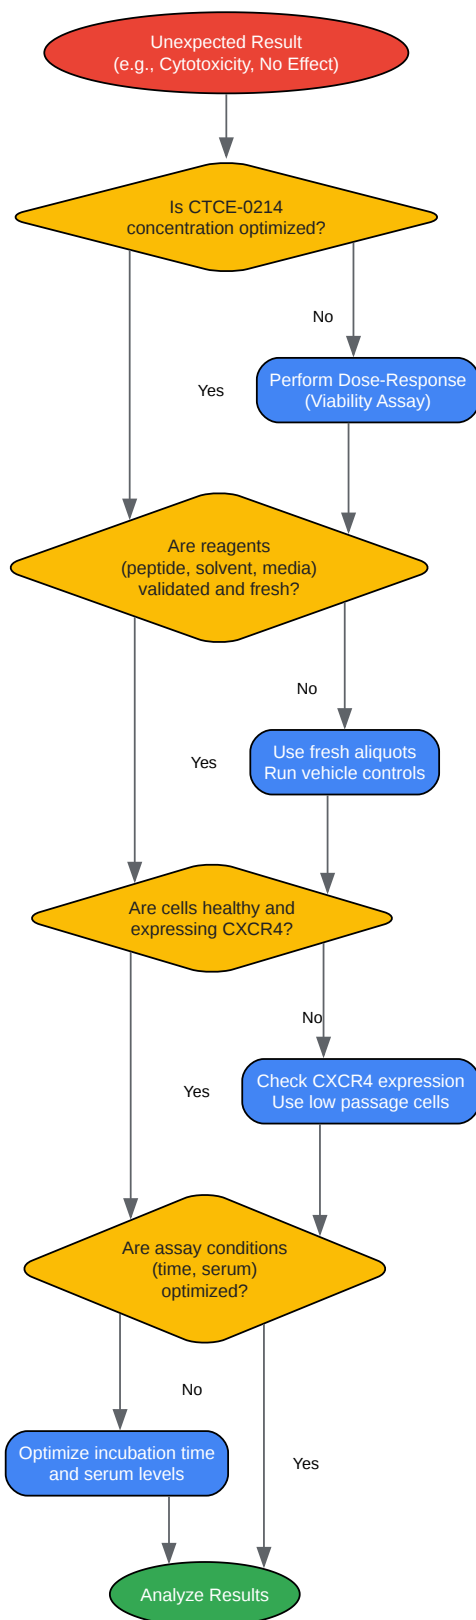 Unexpected Result
(e.g., Cytotoxicity, No Effect)
Is CTCE-0214
concentration optimized?
No
Perform Dose-Response
(Viability Assay)
Yes
Are reagents
(peptide, solvent, media)
validated and fresh?
No
Use fresh aliquots
Run vehicle controls
Yes
Are cells healthy and
expressing CXCR4?
No
Check CXCR4 expression
Use low passage cells
Yes
Are assay conditions
(time, serum)
optimized?
No
Optimize incubation time
and serum levels
Yes
Analyze Results